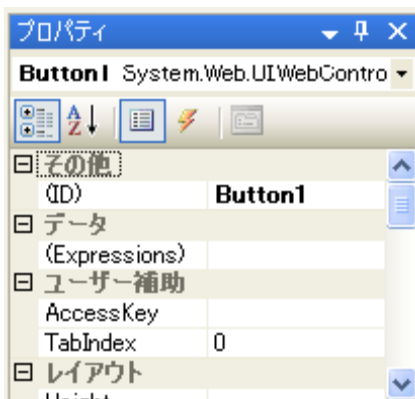 プロパティ
Button1 System.Web.UI.WebContro
その他
(ID) Button1
データ
(Expressions)
ユーザー補助
AccessKey
TabIndex 0
レイアウト
Height